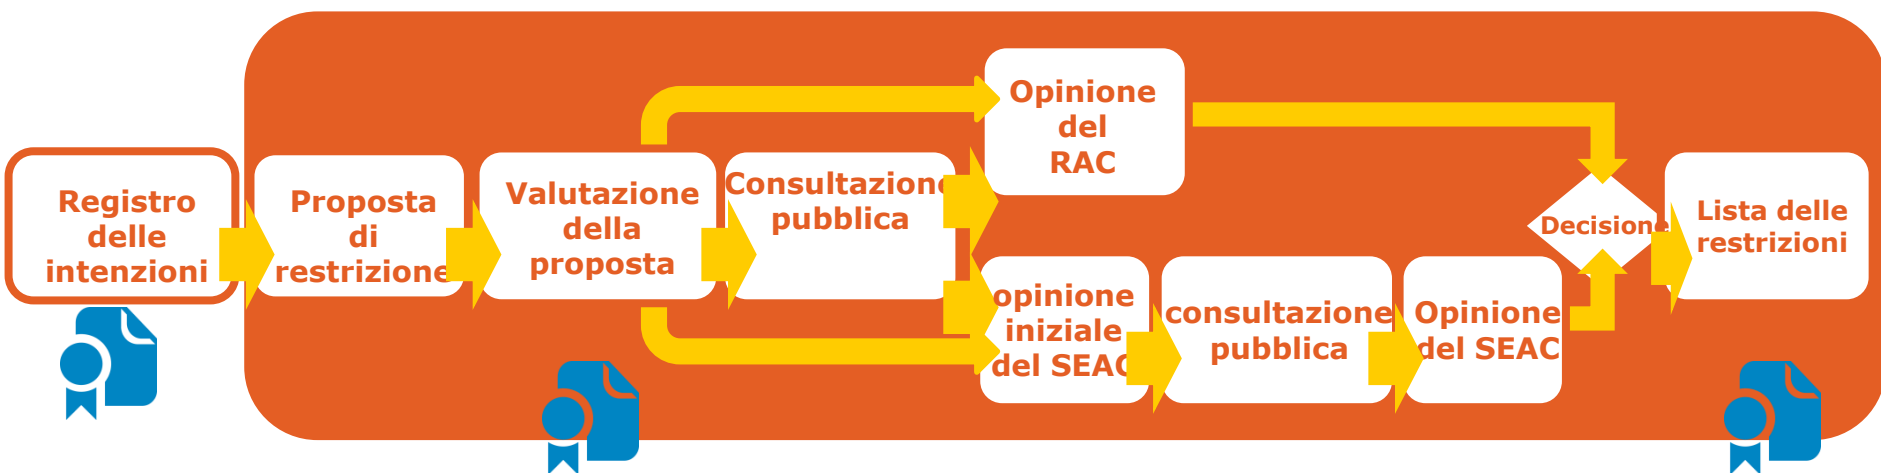 Registro
delle
intenzioni
Proposta
di
restrizione
Valutazione
della
proposta
Consultazione
pubblica
Opinione
del
RAC
opinione
iniziale
del SEAC
consultazione
pubblica
Opinione
del SEAC
Decisione
Lista delle
restrizioni